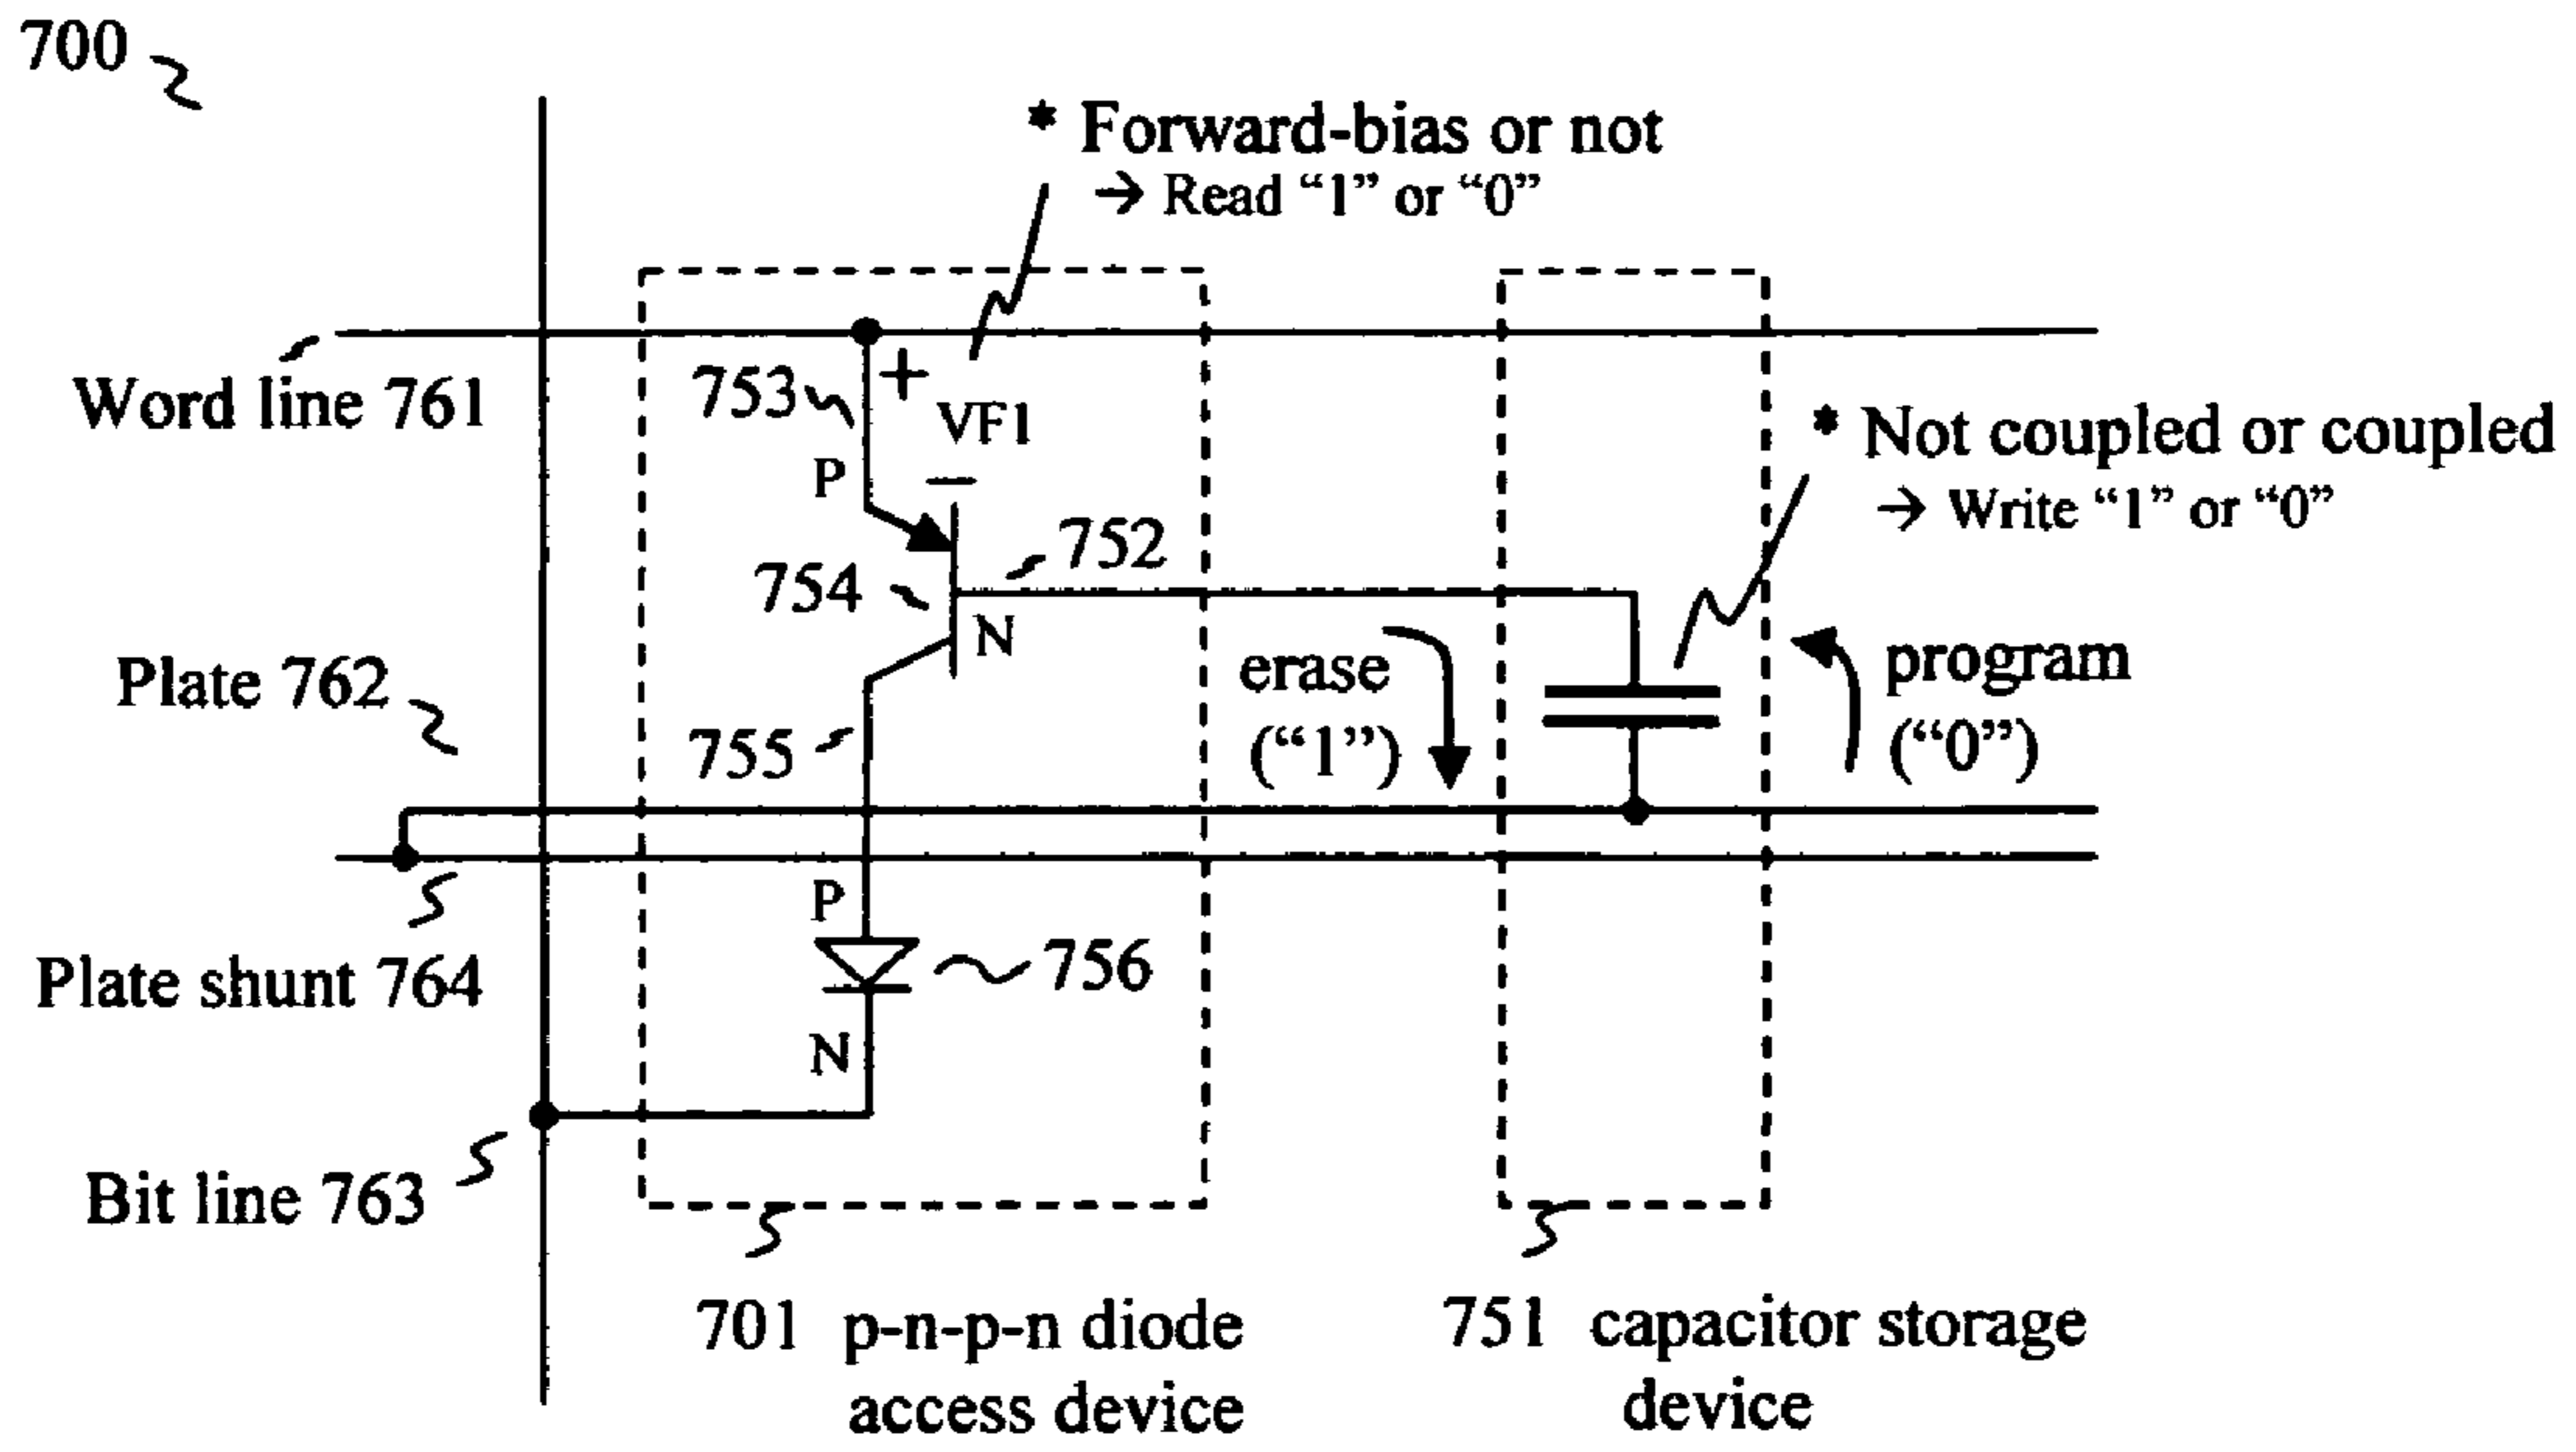 700
* Forward-bias or not
→ Read “1” or “0”
Word line 761
753
+
VF1
−
P
* Not coupled or coupled
→ Write “1” or “0”
752
754
N
Plate 762
erase
(“1”)
program
(“0”)
755
P
Plate shunt 764
756
N
Bit line 763
701 p-n-p-n diode
access device
751 capacitor storage
device